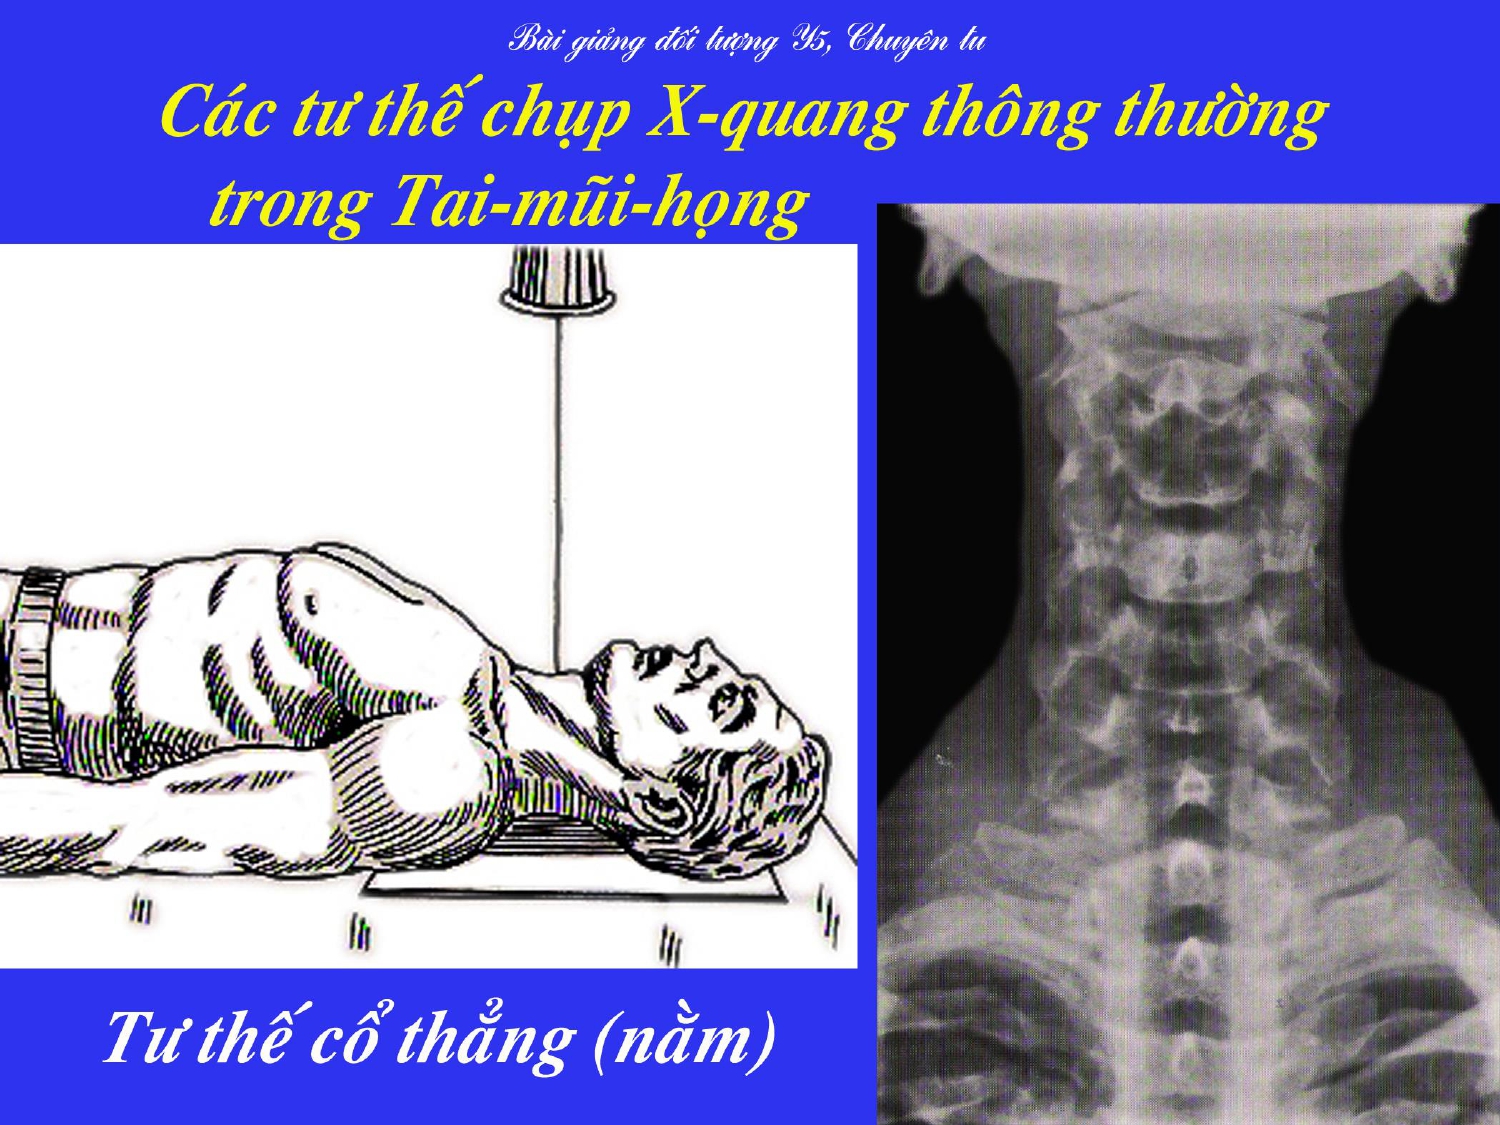 Bài giảng đối tượng Y5, Chuyên tu
Các tư thế chụp X-quang thông thường
trong Tai-mũi-họng
Tư thế cổ thẳng (nằm)